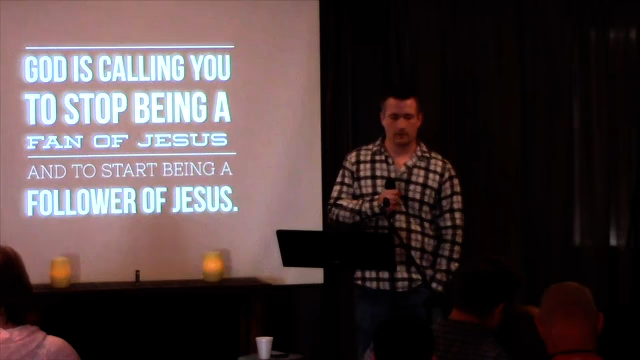 GOD IS CALLING YOU
TO STOP BEING A
FAN OF JESUS
AND TO START BEING A
FOLLOWER OF JESUS.